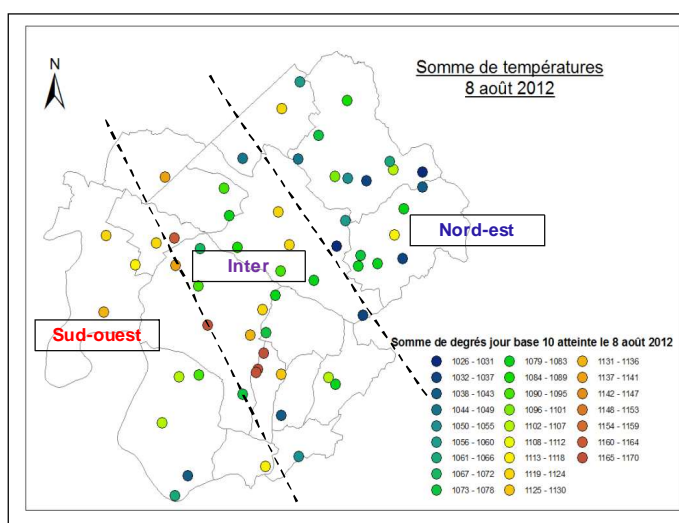 N
Somme de températures
8 août 2012
Nord-est
Inter
Sud-ouest
Somme de degrés jour base 10 atteinte le 8 août 2012
1026 - 1031 1079 - 1083 1131 - 1136
1032 - 1037 1084 - 1089 1137 - 1141
1038 - 1043 1090 - 1095 1142 - 1147
1044 - 1049 1096 - 1101 1148 - 1153
1050 - 1055 1102 - 1107 1154 - 1159
1056 - 1060 1108 - 1112 1160 - 1164
1061 - 1066 1113 - 1118 1165 - 1170
1067 - 1072 1119 - 1124
1073 - 1078 1125 - 1130